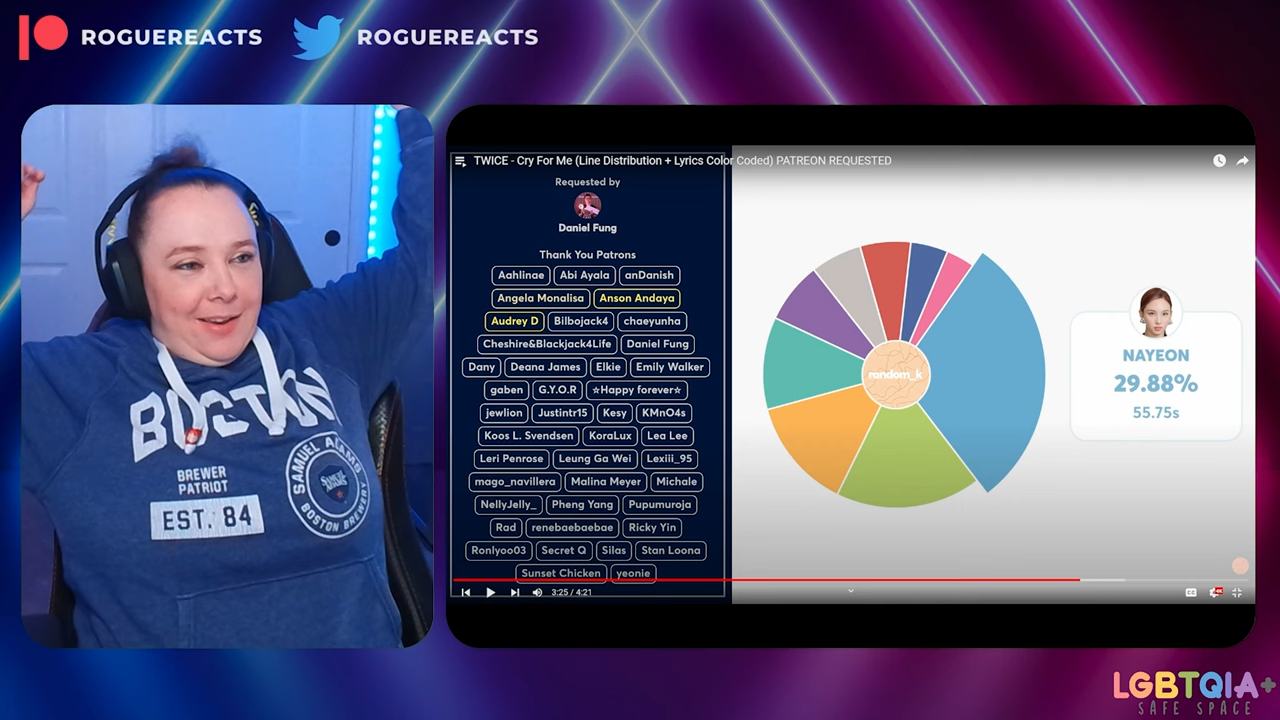 ROGUEREACTS ROGUEREACTS
TWICE - Cry For Me (Line Distribution + Lyrics Color Coded) PATREON REQUESTED
Requested by
Daniel Fung
Thank You Patrons
Aahlinae Abi Ayala anDanish
Angela Monalisa Anson Andaya
Audrey D Bilbojack4 chaeyunha
Cheshire&Blackjack4Life Daniel Fung
Dany Deana James Elkie Emily Walker
gaben G.Y.O.R ☆Happy forever☆
jewlion Justintr15 Kesy KMnO4s
Koos L. Svendsen KoraLux Lea Lee
Leri Penrose Leung Ga Wei Lexiii_95
mago_navillera Malina Meyer Michale
NellyJelly_ Pheng Yang Pupumuroja
Rad renebaebaebae Ricky Yin
Ronlyoo03 Secret Q Silas Stan Loona
Sunset Chicken yeonie
3:25 / 4:21
random_k
NAYEON
29.88%
55.75s
BREWER
PATRIOT
EST. 84
SAMUEL ADAMS
BOSTON BREWERY
LGBTQIA+
SAFE SPACE